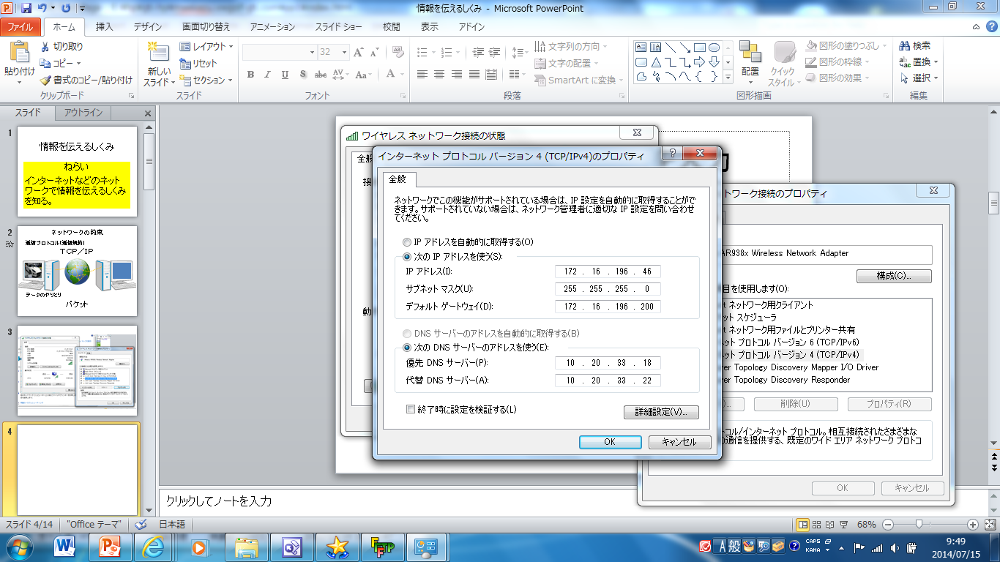 情報を伝えるしくみ - Microsoft PowerPoint
ファイル ホーム 挿入 デザイン 画面切り替え アニメーション スライド ショー 校閲 表示 アドイン
貼り付け
切り取り
コピー
書式のコピー/貼り付け
クリップボード
新しい
スライド
レイアウト
リセット
セクション
スライド
32
B I U S abc AV Aa A
フォント
文字列の方向
文字の配置
SmartArt に変換
段落
配置
クイック
スタイル
図形の塗りつぶし
図形の枠線
図形の効果
図形描画
検索
置換
選択
編集
スライド アウトライン
1
情報を伝えるしくみ
ねらい
インターネットなどのネット
ワークで情報を伝えるしくみ
を知る。
2
ネットワークの約束
通信プロトコル(通信規約)
TCP/IP
データのやりとり
パケット
3
4
ワイヤレス ネットワーク接続の状態
インターネット プロトコル バージョン 4 (TCP/IPv4)のプロパティ
全般
ネットワークでこの機能がサポートされている場合は、IP 設定を自動的に取得することがで
きます。サポートされていない場合は、ネットワーク管理者に適切な IP 設定を問い合わせ
てください。
IP アドレスを自動的に取得する(O)
次の IP アドレスを使う(S):
IP アドレス(I): 172 . 16 . 196 . 46
サブネット マスク(U): 255 . 255 . 255 . 0
デフォルト ゲートウェイ(D): 172 . 16 . 196 . 200
DNS サーバーのアドレスを自動的に取得する(B)
次の DNS サーバーのアドレスを使う(E):
優先 DNS サーバー(P): 10 . 20 . 33 . 18
代替 DNS サーバー(A): 10 . 20 . 33 . 22
終了時に設定を検証する(L)
詳細設定(V)...
OK キャンセル
トワーク接続のプロパティ
AR938x Wireless Network Adapter
構成(C)...
目を使用します(O):
ネットワーク用クライアント
ット スケジューラ
ネットワーク用ファイルとプリンター共有
ット プロトコル バージョン 6 (TCP/IPv6)
ット プロトコル バージョン 4 (TCP/IPv4)
er Topology Discovery Mapper I/O Driver
er Topology Discovery Responder
削除(U) プロパティ(R)
コル/インターネット プロトコル。相互接続されたさまざまな
の通信を提供する、既定のワイド エリア ネットワーク プロトコ
OK キャンセル
クリックしてノートを入力
スライド 4/14 "Office テーマ" 日本語 68%
A 般 CAPS KANA
9:49
2014/07/15